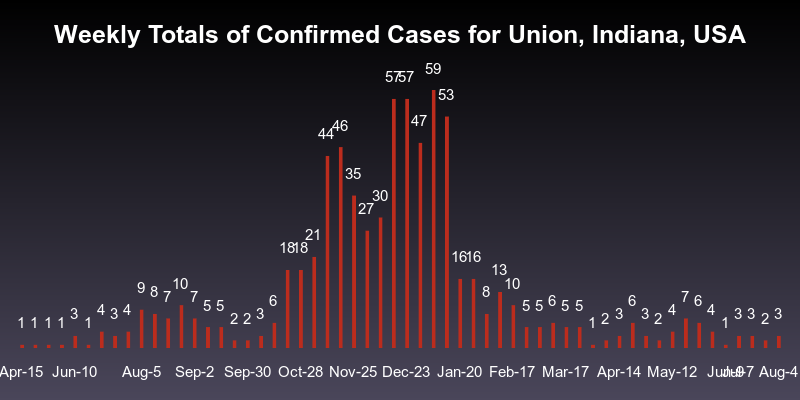 Weekly Totals of Confirmed Cases for Union, Indiana, USA
1 1 1 1 3 1 4 3 4 9 8 7 10 7 5 5 2 2 3 6 18 18 21 44 46 35 27 30 57 57 47 59 53 16 16 8 13 10 5 5 6 5 5 1 2 3 6 3 2 4 7 6 4 1 3 3 2 3
Apr-15 Jun-10 Aug-5 Sep-2 Sep-30 Oct-28 Nov-25 Dec-23 Jan-20 Feb-17 Mar-17 Apr-14 May-12 Jun-9 Jul-7 Aug-4